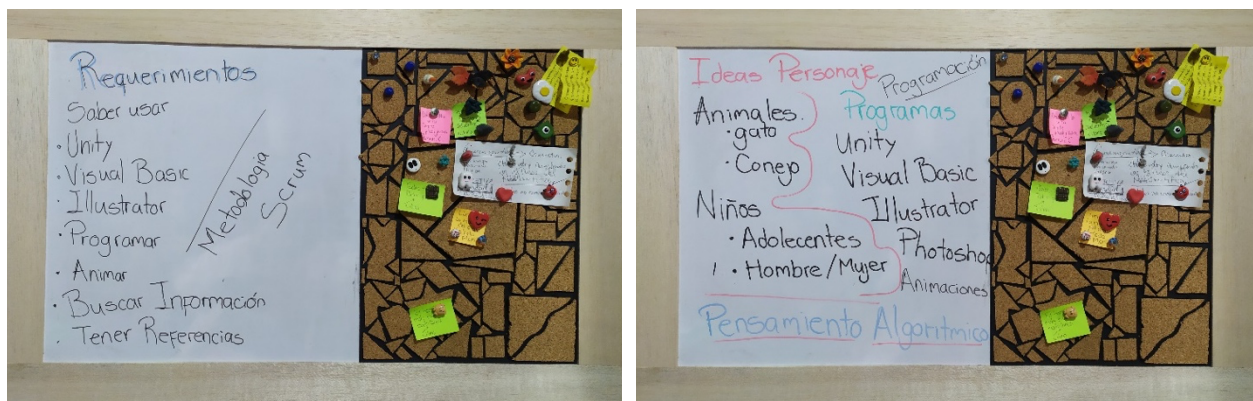 Requerimientos
Saber usar
· Unity
· Visual Basic
· Illustrator
· Programar
· Animar
· Buscar Información
· Tener Referencias
Metodologia
Scrum
Ideas Personaje
Programación
Animales.
· gato
· Conejo
Niños
· Adolecentes
· Hombre/Mujer
Programas
Unity
Visual Basic
Illustrator
Photoshop
Animaciones
Pensamiento Algoritmico